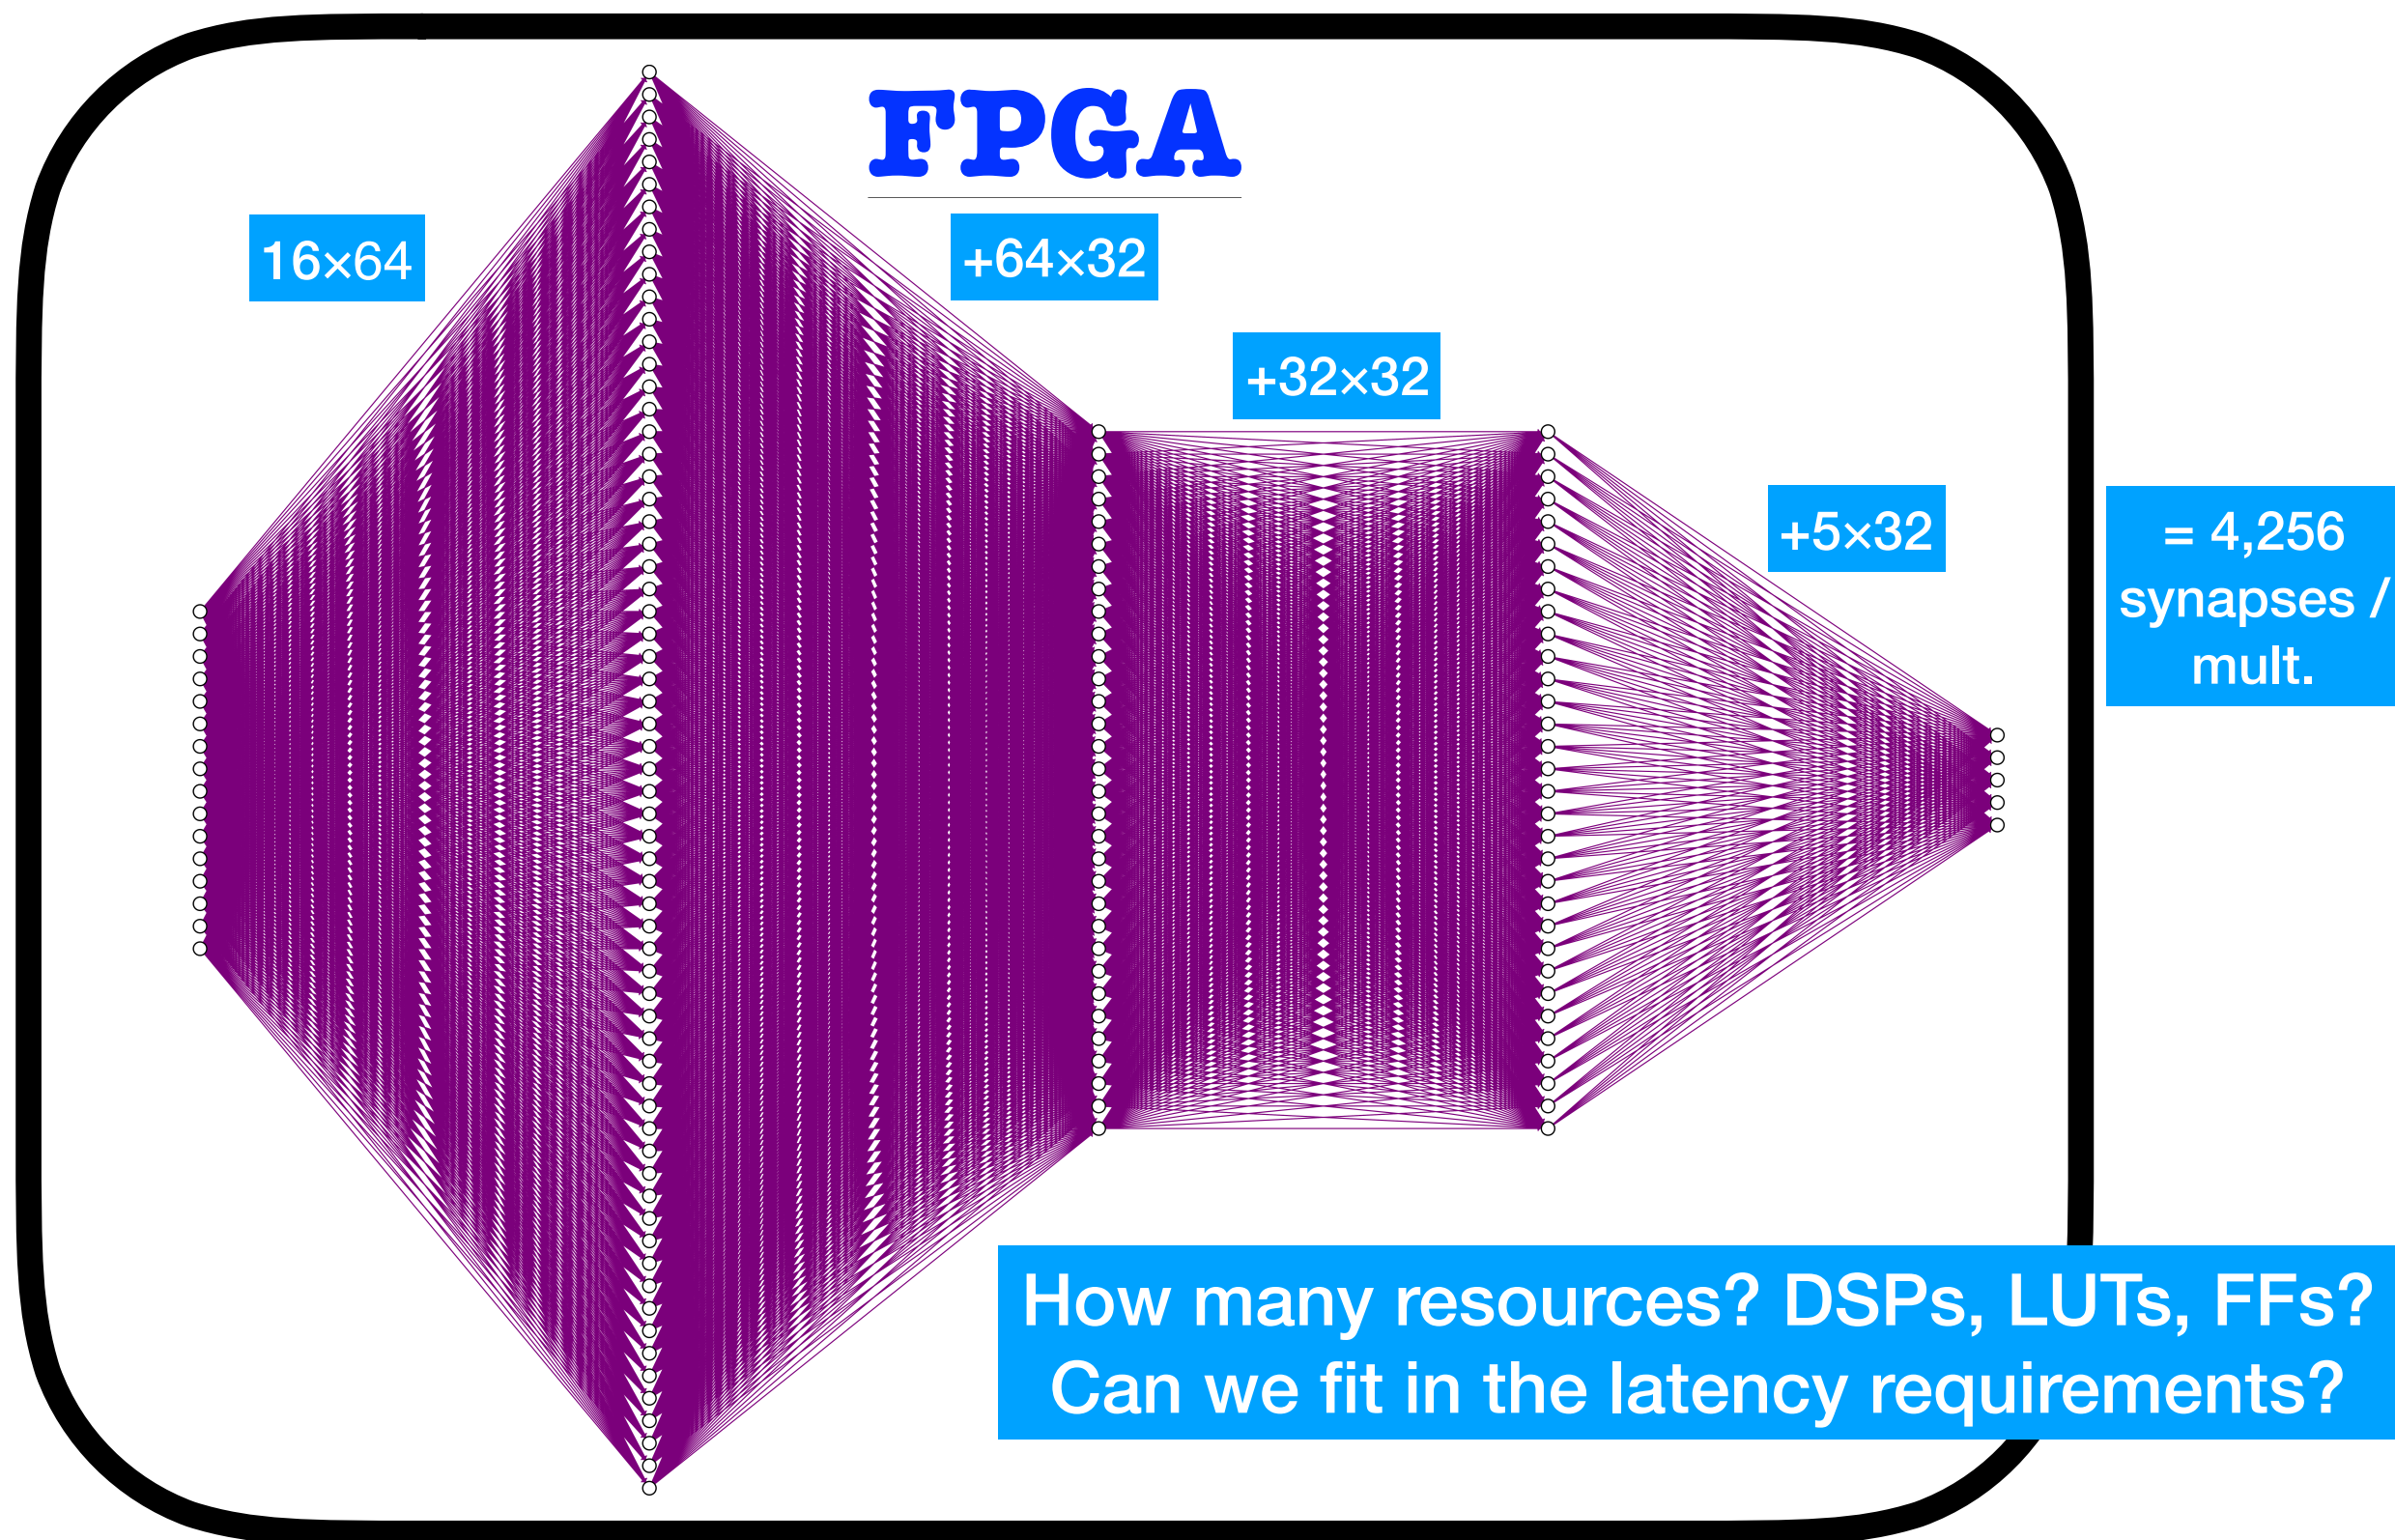 FPGA
16×64
+64×32
+32×32
+5×32
= 4,256
synapses /
mult.
How many resources? DSPs, LUTs, FFs?
Can we fit in the latency requirements?